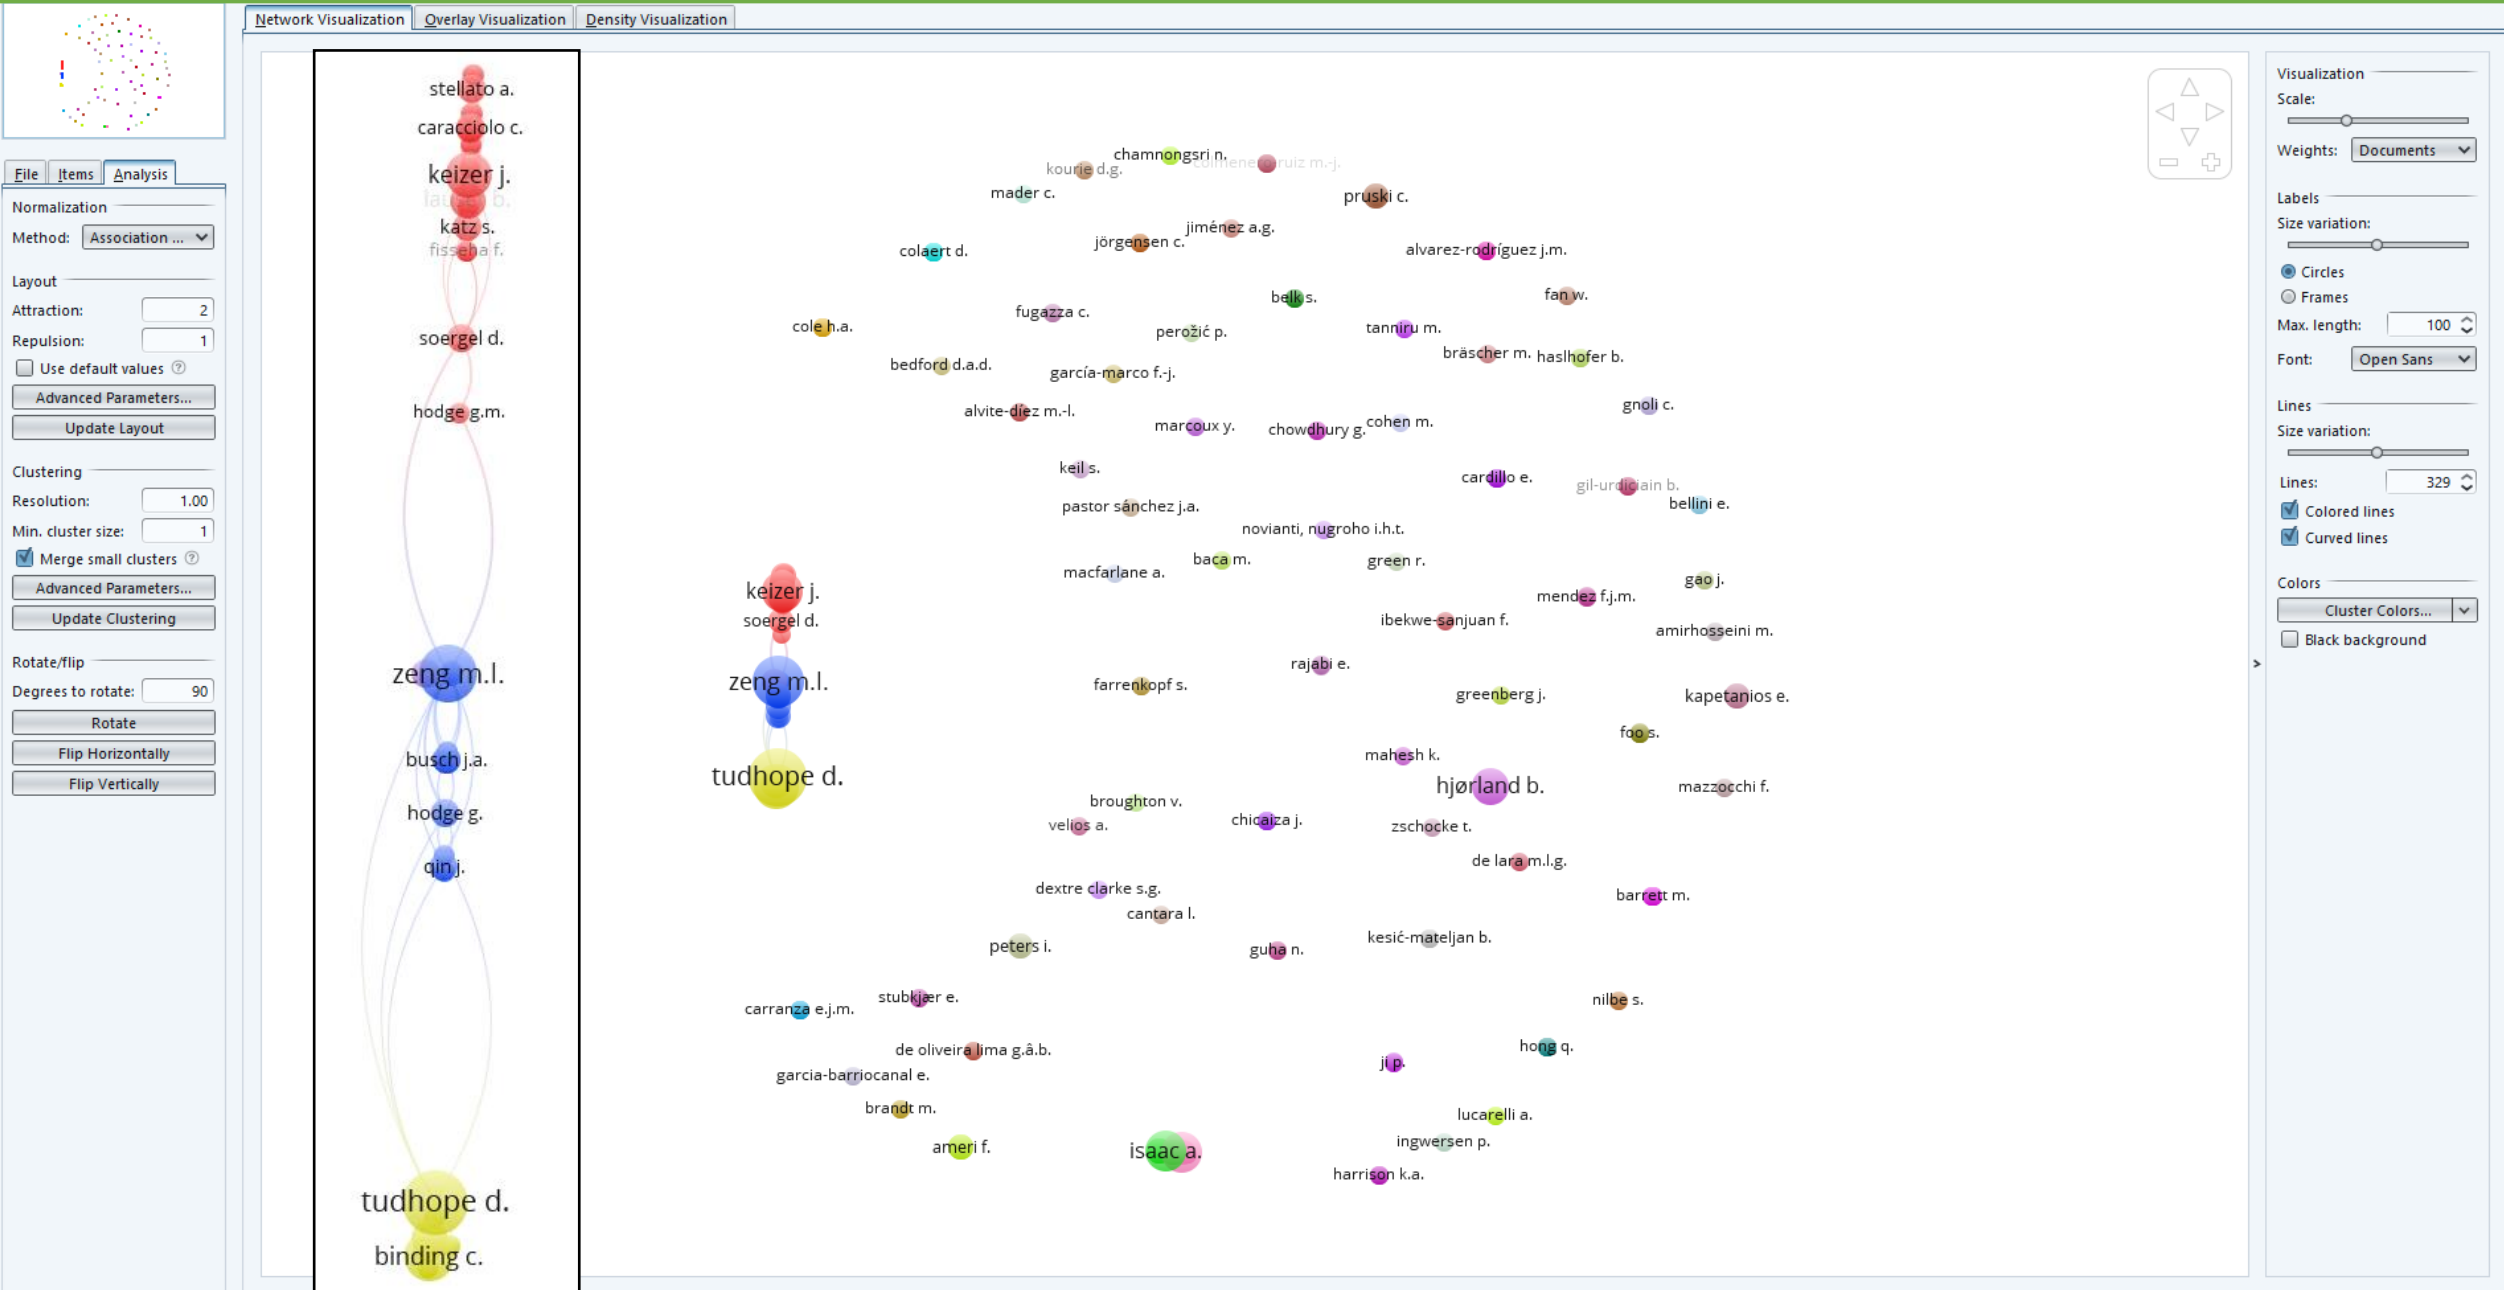 Network Visualization
Overlay Visualization
Density Visualization
File
Items
Analysis
Normalization
Method: Association ...
Layout
Attraction: 2
Repulsion: 1
Use default values
Advanced Parameters...
Update Layout
Clustering
Resolution: 1.00
Min. cluster size: 1
Merge small clusters
Advanced Parameters...
Update Clustering
Rotate/flip
Degrees to rotate: 90
Rotate
Flip Horizontally
Flip Vertically
stellato a.
caracciolo c.
keizer j.
katz s.
fisseha f.
soergel d.
hodge g.m.
zeng m.l.
busch j.a.
hodge g.
qin j.
tudhope d.
binding c.
keizer j.
soergel d.
zeng m.l.
tudhope d.
chamnongsri n.
colmenero-ruiz m.-j.
kourie d.g.
mader c.
pruski c.
jiménez a.g.
jörgensen c.
colaert d.
alvarez-rodríguez j.m.
fan w.
belk s.
fugazza c.
cole h.a.
perožić p.
tanniru m.
bräscher m.
haslhofer b.
bedford d.a.d.
garcía-marco f.-j.
gnoli c.
alvite-díez m.-l.
marcoux y.
chowdhury g.
cohen m.
keil s.
cardillo e.
gil-urdiciain b.
bellini e.
pastor sánchez j.a.
novianti, nugroho i.h.t.
baca m.
green r.
macfarlane a.
gao j.
mendez f.j.m.
ibekwe-sanjuan f.
amirhosseini m.
rajabi e.
farrenkopf s.
greenberg j.
kapetanios e.
foo s.
mahesh k.
hjørland b.
mazzocchi f.
broughton v.
velios a.
chicaiza j.
zschocke t.
de lara m.l.g.
dextre clarke s.g.
barrett m.
cantara l.
peters i.
guha n.
kesić-mateljan b.
stubkjær e.
carranza e.j.m.
nilbe s.
de oliveira lima g.â.b.
hong q.
ji p.
garcia-barriocanal e.
brandt m.
lucarelli a.
ameri f.
isaac a.
ingwersen p.
harrison k.a.
Visualization
Scale:
Weights: Documents
Labels
Size variation:
Circles
Frames
Max. length: 100
Font: Open Sans
Lines
Size variation:
Lines: 329
Colored lines
Curved lines
Colors
Cluster Colors...
Black background